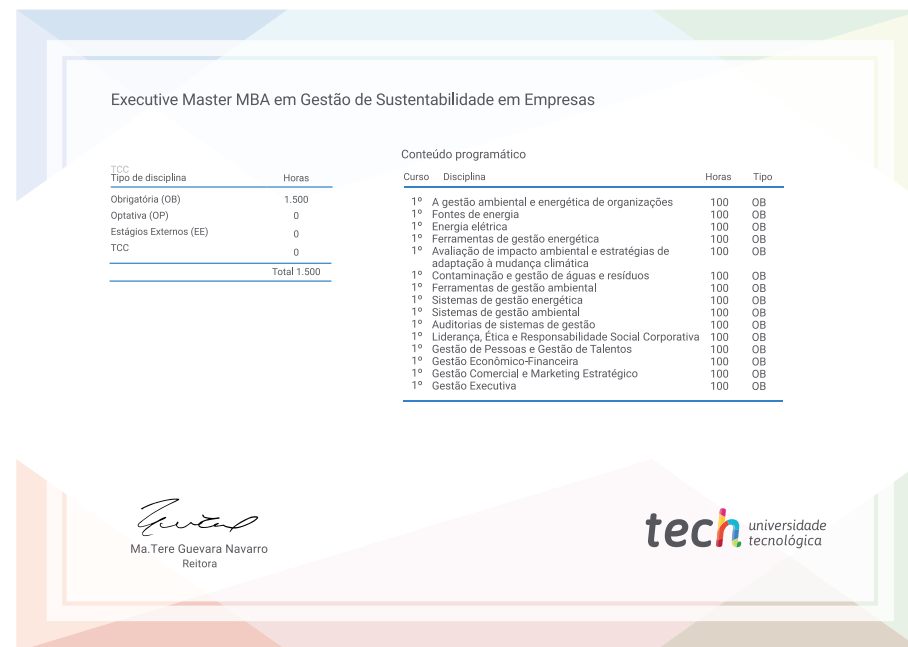 Executive Master MBA em Gestão de Sustentabilidade em Empresas
TCC
Tipo de disciplina Horas
Obrigatória (OB) 1.500
Optativa (OP) 0
Estágios Externos (EE) 0
TCC 0
Total 1.500
Conteúdo programático
Curso Disciplina Horas Tipo
1º A gestão ambiental e energética de organizações 100 OB
1º Fontes de energia 100 OB
1º Energia elétrica 100 OB
1º Ferramentas de gestão energética 100 OB
1º Avaliação de impacto ambiental e estratégias de 100 OB
adaptação à mudança climática
1º Contaminação e gestão de águas e resíduos 100 OB
1º Ferramentas de gestão ambiental 100 OB
1º Sistemas de gestão energética 100 OB
1º Sistemas de gestão ambiental 100 OB
1º Auditorias de sistemas de gestão 100 OB
1º Liderança, Ética e Responsabilidade Social Corporativa 100 OB
1º Gestão de Pessoas e Gestão de Talentos 100 OB
1º Gestão Econômico-Financeira 100 OB
1º Gestão Comercial e Marketing Estratégico 100 OB
1º Gestão Executiva 100 OB
Ma.Tere Guevara Navarro
Reitora
tech universidade
tecnológica